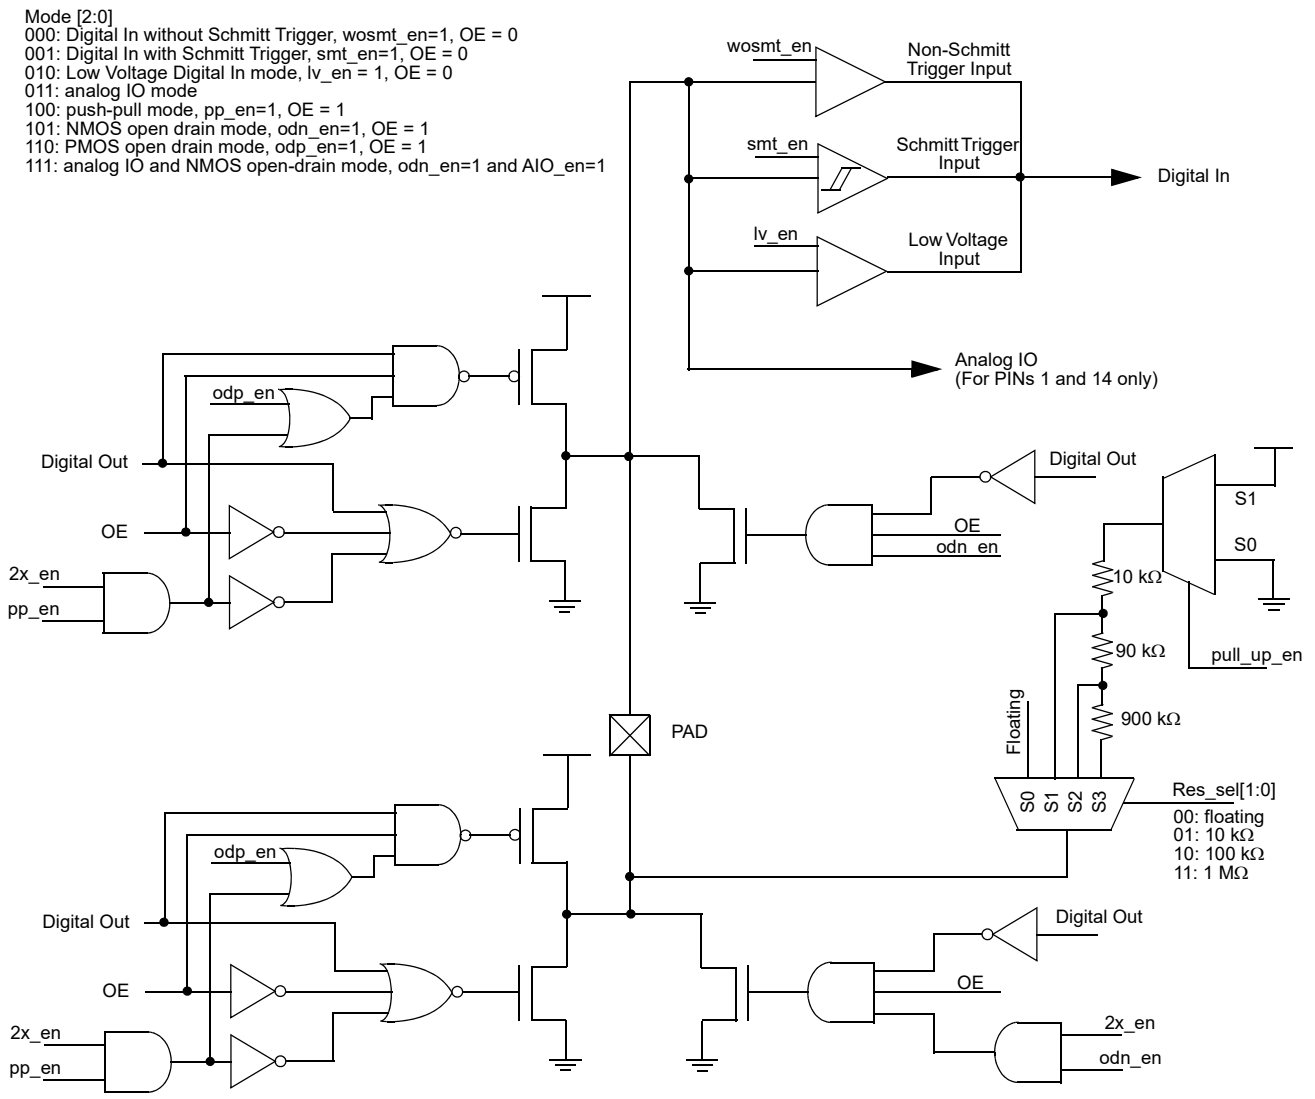 Mode [2:0]
000: Digital In without Schmitt Trigger, wosmt_en=1, OE = 0
001: Digital In with Schmitt Trigger, smt_en=1, OE = 0
010: Low Voltage Digital In mode, lv_en = 1, OE = 0
011: analog IO mode
100: push-pull mode, pp_en=1, OE = 1
101: NMOS open drain mode, odn_en=1, OE = 1
110: PMOS open drain mode, odp_en=1, OE = 1
111: analog IO and NMOS open-drain mode, odn_en=1 and AIO_en=1
wosmt_en
Non-Schmitt
Trigger Input
smt_en
Schmitt Trigger
Input
Digital In
lv_en
Low Voltage
Input
Analog IO
(For PINs 1 and 14 only)
odp_en
Digital Out
OE
2x_en
pp_en
Digital Out
OE
odn_en
S1
S0
10 kΩ
90 kΩ
pull_up_en
900 kΩ
Floating
PAD
S0
S1
S2
S3
Res_sel[1:0]
00: floating
01: 10 kΩ
10: 100 kΩ
11: 1 MΩ
odp_en
Digital Out
OE
2x_en
pp_en
Digital Out
OE
2x_en
odn_en